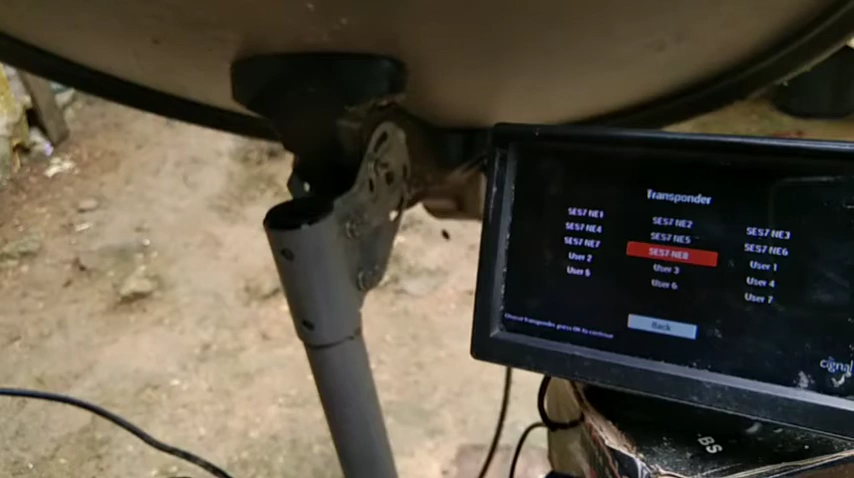 Transponder
SES7 NE1 SES7 NE2 SES7 NE3
SES7 NE4 SES7 NE5 SES7 NE6
SES7 NE7 SES7 NE8 User 1
User 2 User 3 User 4
User 5 User 6 User 7
Back
Choose transponder press OK to continue
cignal
BS